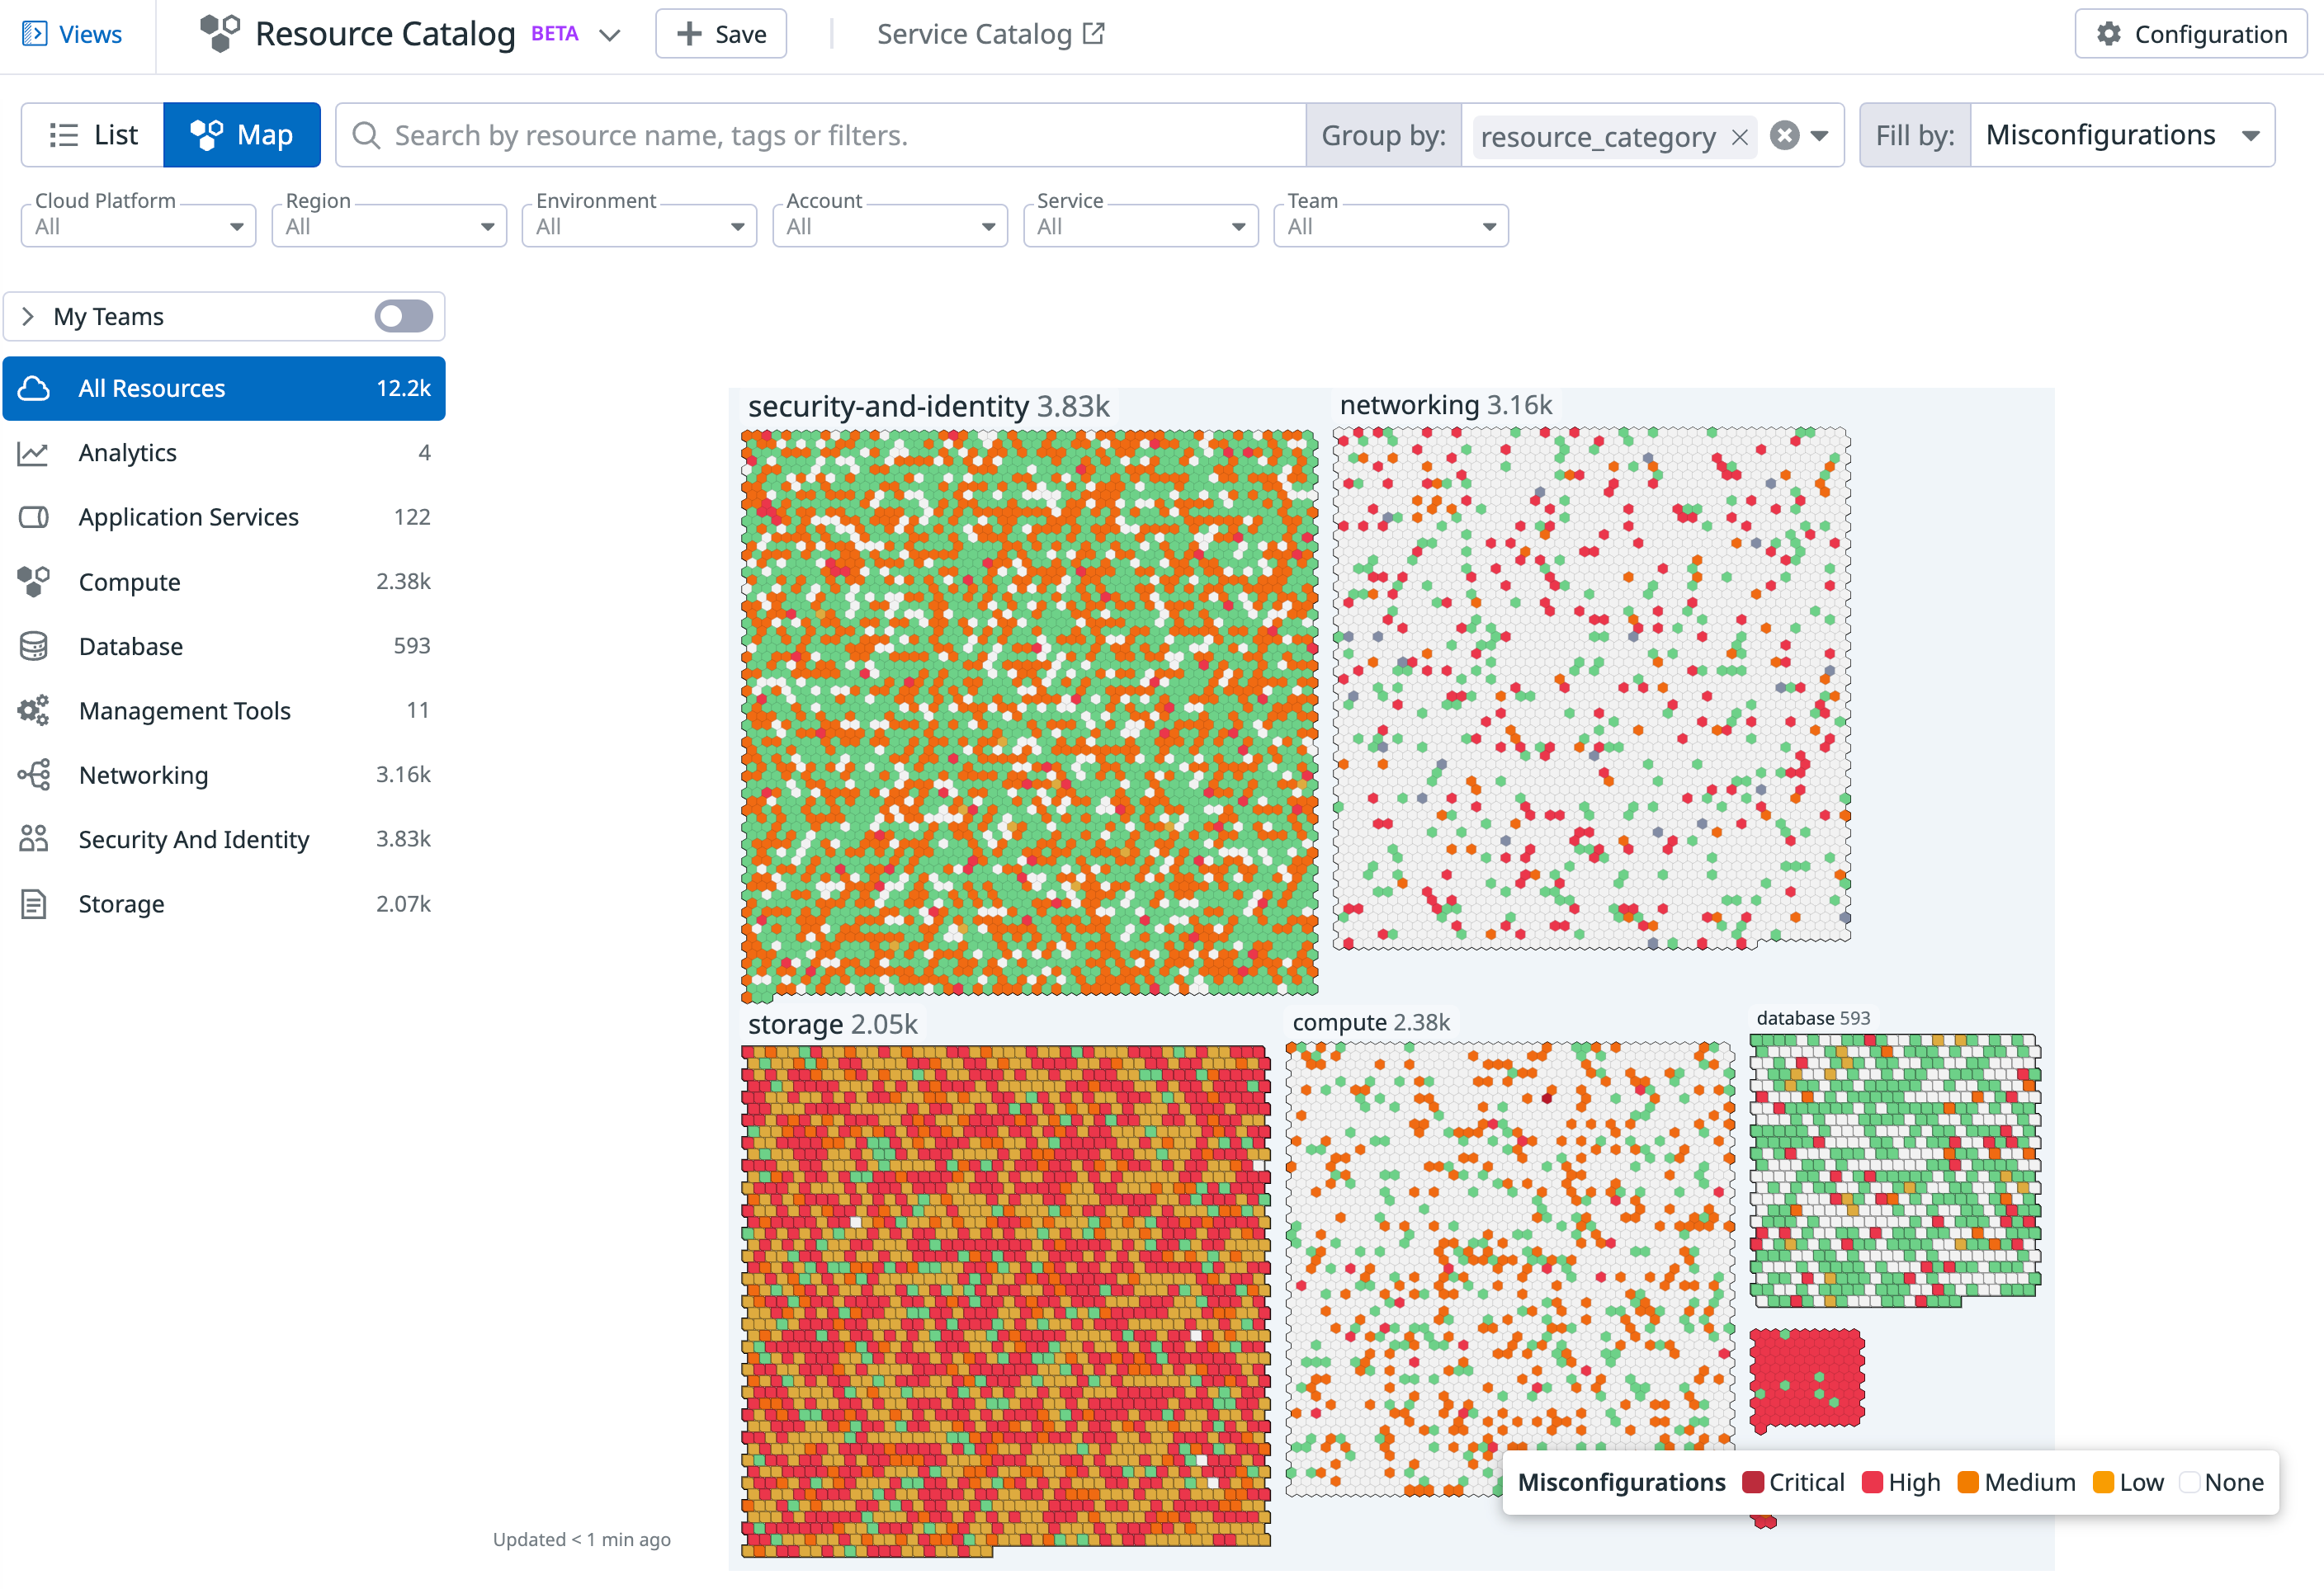 Views
Resource Catalog BETA
Save
Service Catalog
Configuration
List
Map
Search by resource name, tags or filters.
Group by:
resource_category
Fill by:
Misconfigurations
Cloud Platform
All
Region
All
Environment
All
Account
All
Service
All
Team
All
My Teams
All Resources 12.2k
Analytics 4
Application Services 122
Compute 2.38k
Database 593
Management Tools 11
Networking 3.16k
Security And Identity 3.83k
Storage 2.07k
security-and-identity 3.83k
networking 3.16k
storage 2.05k
compute 2.38k
database 593
Misconfigurations Critical High Medium Low None
Updated < 1 min ago